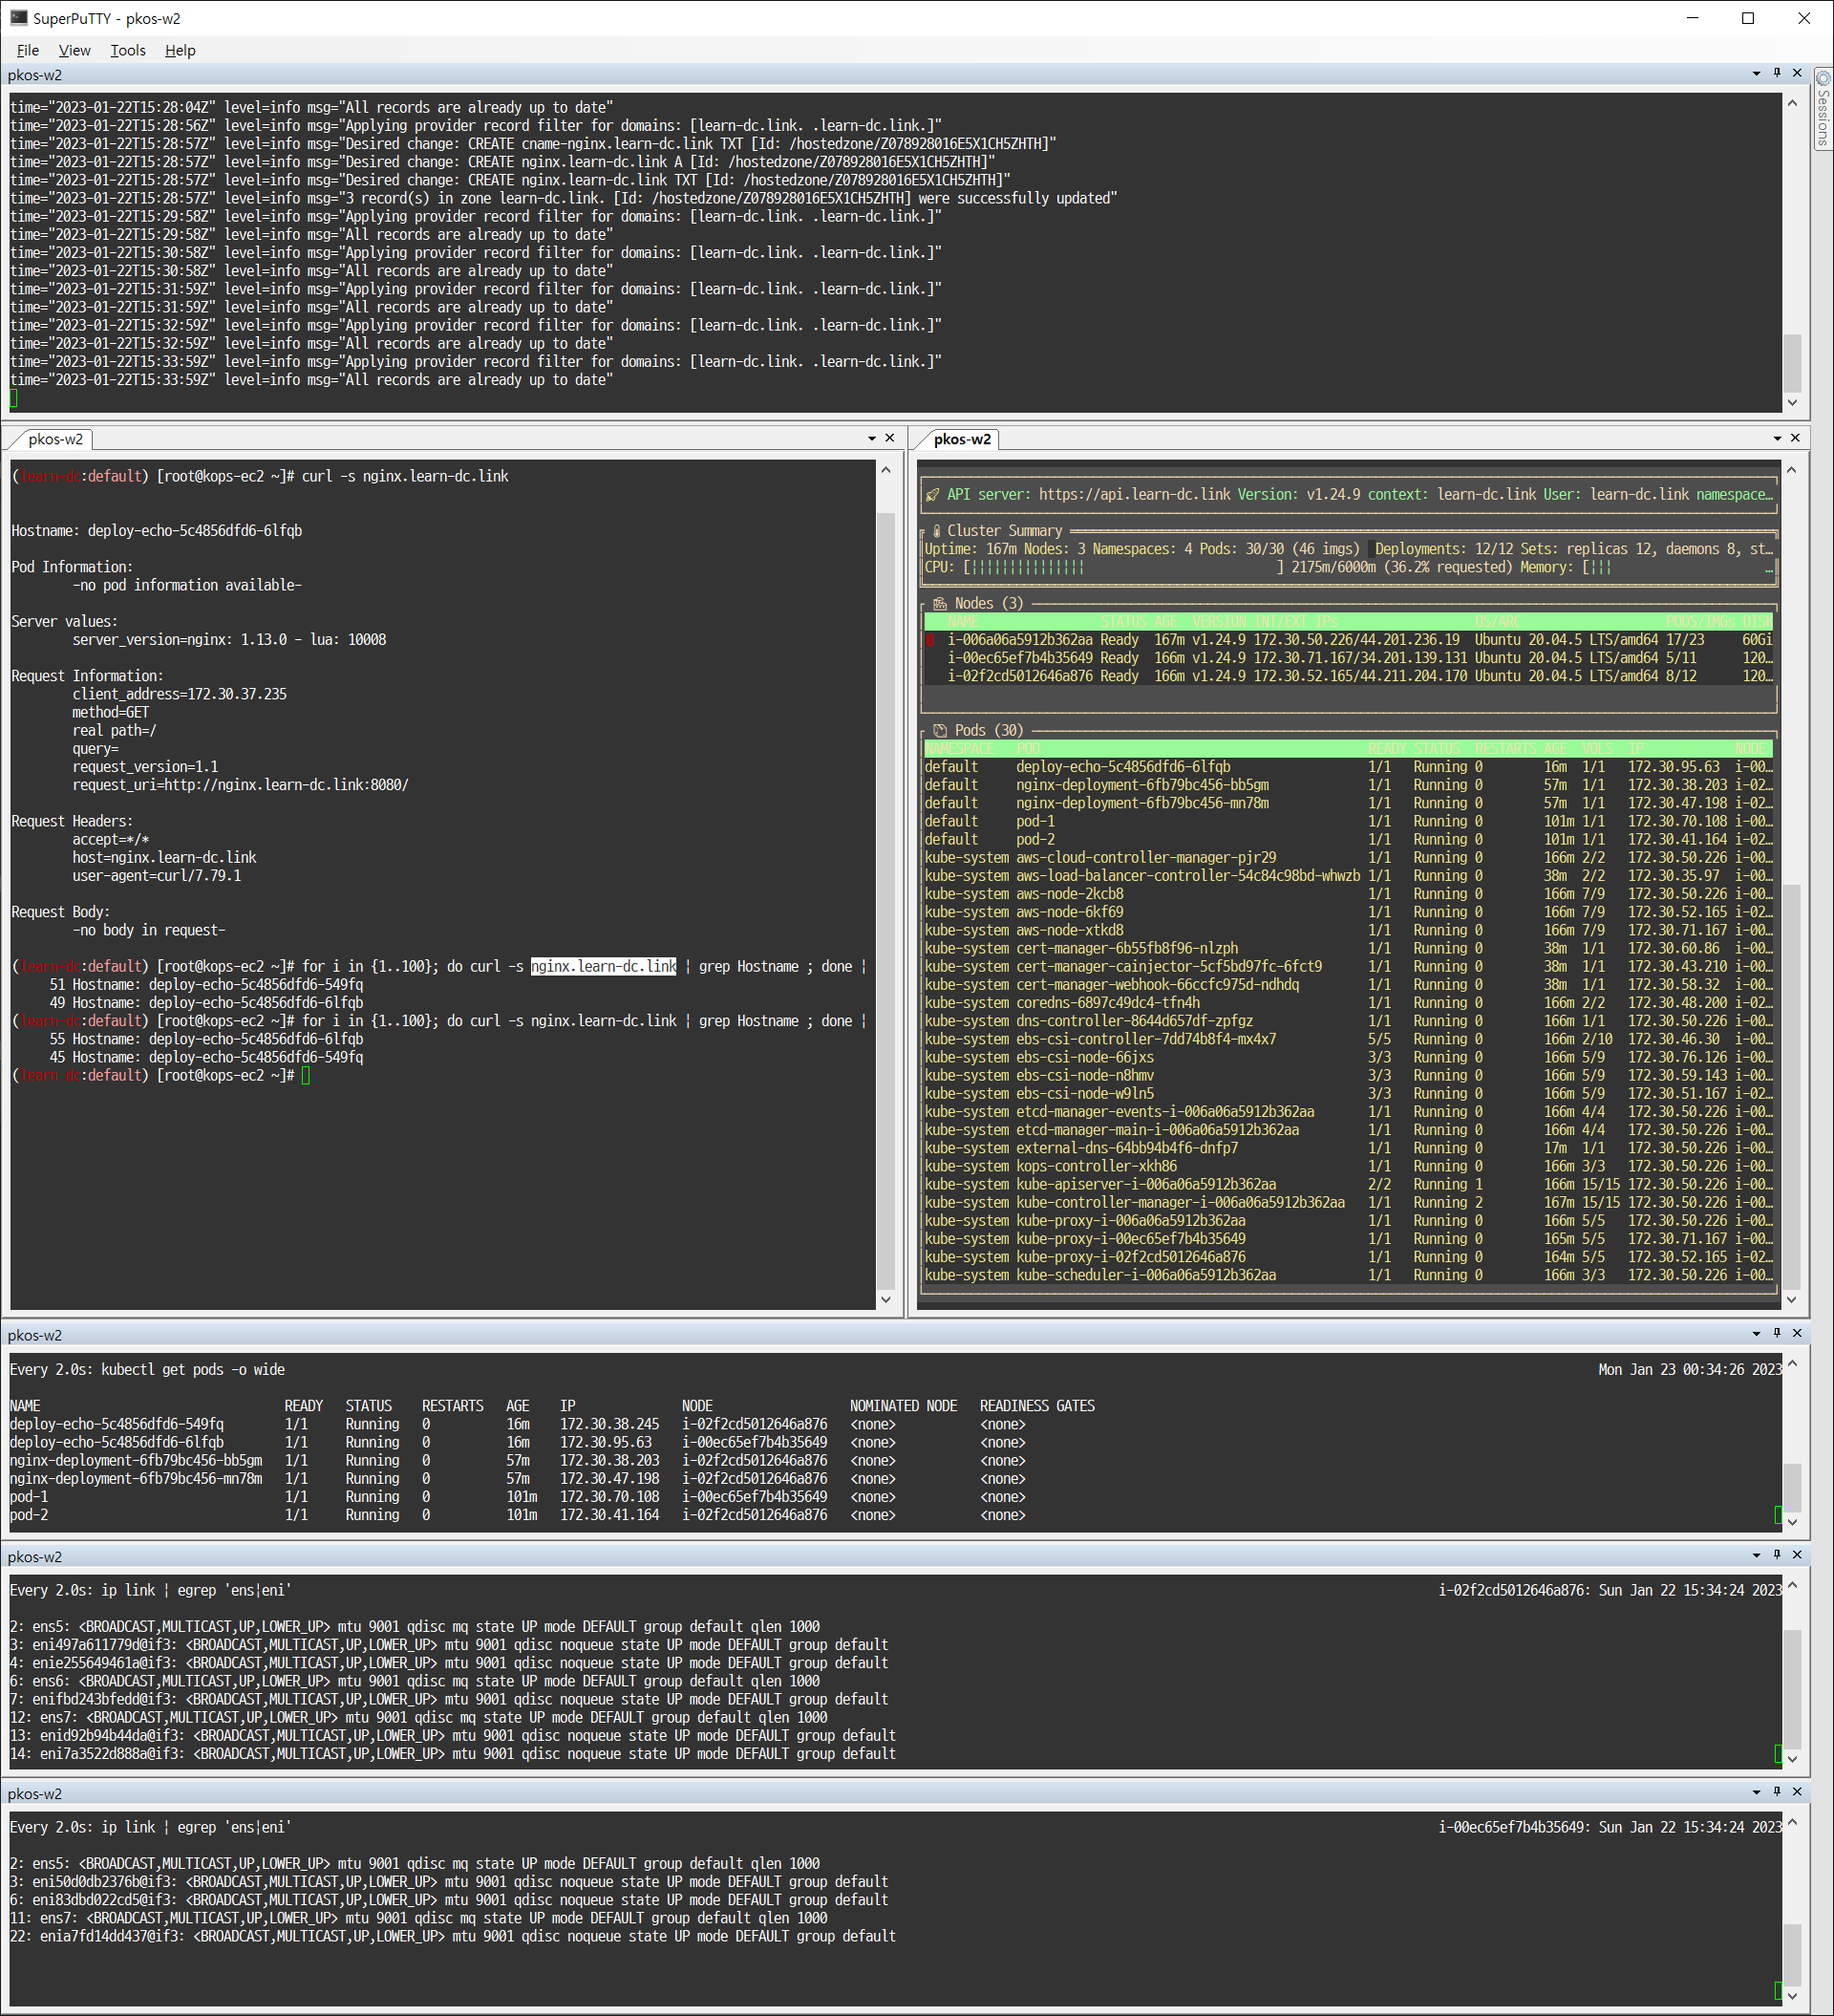 SuperPuTTY - pkos-w2
File View Tools Help
pkos-w2
Sessions
time="2023-01-22T15:28:04Z" level=info msg="All records are already up to date"
time="2023-01-22T15:28:56Z" level=info msg="Applying provider record filter for domains: [learn-dc.link. .learn-dc.link.]"
time="2023-01-22T15:28:57Z" level=info msg="Desired change: CREATE cname-nginx.learn-dc.link TXT [Id: /hostedzone/Z078928016E5X1CH5ZHTH]"
time="2023-01-22T15:28:57Z" level=info msg="Desired change: CREATE nginx.learn-dc.link A [Id: /hostedzone/Z078928016E5X1CH5ZHTH]"
time="2023-01-22T15:28:57Z" level=info msg="Desired change: CREATE nginx.learn-dc.link TXT [Id: /hostedzone/Z078928016E5X1CH5ZHTH]"
time="2023-01-22T15:28:57Z" level=info msg="3 record(s) in zone learn-dc.link. [Id: /hostedzone/Z078928016E5X1CH5ZHTH] were successfully updated"
time="2023-01-22T15:29:58Z" level=info msg="Applying provider record filter for domains: [learn-dc.link. .learn-dc.link.]"
time="2023-01-22T15:29:58Z" level=info msg="All records are already up to date"
time="2023-01-22T15:30:58Z" level=info msg="Applying provider record filter for domains: [learn-dc.link. .learn-dc.link.]"
time="2023-01-22T15:30:58Z" level=info msg="All records are already up to date"
time="2023-01-22T15:31:59Z" level=info msg="Applying provider record filter for domains: [learn-dc.link. .learn-dc.link.]"
time="2023-01-22T15:31:59Z" level=info msg="All records are already up to date"
time="2023-01-22T15:32:59Z" level=info msg="Applying provider record filter for domains: [learn-dc.link. .learn-dc.link.]"
time="2023-01-22T15:32:59Z" level=info msg="All records are already up to date"
time="2023-01-22T15:33:59Z" level=info msg="Applying provider record filter for domains: [learn-dc.link. .learn-dc.link.]"
time="2023-01-22T15:33:59Z" level=info msg="All records are already up to date"
pkos-w2
(learn-dc:default) [root@kops-ec2 ~]# curl -s nginx.learn-dc.link
Hostname: deploy-echo-5c4856dfd6-6lfqb
Pod Information:
-no pod information available-
Server values:
server_version=nginx: 1.13.0 - lua: 10008
Request Information:
client_address=172.30.37.235
method=GET
real path=/
query=
request_version=1.1
request_uri=http://nginx.learn-dc.link:8080/
Request Headers:
accept=*/*
host=nginx.learn-dc.link
user-agent=curl/7.79.1
Request Body:
-no body in request-
(learn-dc:default) [root@kops-ec2 ~]# for i in {1..100}; do curl -s nginx.learn-dc.link | grep Hostname ; done |
51 Hostname: deploy-echo-5c4856dfd6-549fq
49 Hostname: deploy-echo-5c4856dfd6-6lfqb
(learn-dc:default) [root@kops-ec2 ~]# for i in {1..100}; do curl -s nginx.learn-dc.link | grep Hostname ; done |
55 Hostname: deploy-echo-5c4856dfd6-6lfqb
45 Hostname: deploy-echo-5c4856dfd6-549fq
(learn-dc:default) [root@kops-ec2 ~]#
pkos-w2
API server: https://api.learn-dc.link Version: v1.24.9 context: learn-dc.link User: learn-dc.link namespace…
Cluster Summary
Uptime: 167m Nodes: 3 Namespaces: 4 Pods: 30/30 (46 imgs) Deployments: 12/12 Sets: replicas 12, daemons 8, st…
CPU: [||||||||||||||| ] 2175m/6000m (36.2% requested) Memory: [||| …
Nodes (3)
NAME STATUS AGE VERSION INT/EXT IPs OS/ARC PODS/IMGs DISK
i-006a06a5912b362aa Ready 167m v1.24.9 172.30.50.226/44.201.236.19 Ubuntu 20.04.5 LTS/amd64 17/23 60Gi
i-00ec65ef7b4b35649 Ready 166m v1.24.9 172.30.71.167/34.201.139.131 Ubuntu 20.04.5 LTS/amd64 5/11 120…
i-02f2cd5012646a876 Ready 166m v1.24.9 172.30.52.165/44.211.204.170 Ubuntu 20.04.5 LTS/amd64 8/12 120…
Pods (30)
NAMESPACE POD READY STATUS RESTARTS AGE VOLS IP NODE
default deploy-echo-5c4856dfd6-6lfqb 1/1 Running 0 16m 1/1 172.30.95.63 i-00…
default nginx-deployment-6fb79bc456-bb5gm 1/1 Running 0 57m 1/1 172.30.38.203 i-02…
default nginx-deployment-6fb79bc456-mn78m 1/1 Running 0 57m 1/1 172.30.47.198 i-02…
default pod-1 1/1 Running 0 101m 1/1 172.30.70.108 i-00…
default pod-2 1/1 Running 0 101m 1/1 172.30.41.164 i-02…
kube-system aws-cloud-controller-manager-pjr29 1/1 Running 0 166m 2/2 172.30.50.226 i-00…
kube-system aws-load-balancer-controller-54c84c98bd-whwzb 1/1 Running 0 38m 2/2 172.30.35.97 i-00…
kube-system aws-node-2kcb8 1/1 Running 0 166m 7/9 172.30.50.226 i-00…
kube-system aws-node-6kf69 1/1 Running 0 166m 7/9 172.30.52.165 i-02…
kube-system aws-node-xtkd8 1/1 Running 0 166m 7/9 172.30.71.167 i-00…
kube-system cert-manager-6b55fb8f96-nlzph 1/1 Running 0 38m 1/1 172.30.60.86 i-00…
kube-system cert-manager-cainjector-5cf5bd97fc-6fct9 1/1 Running 0 38m 1/1 172.30.43.210 i-00…
kube-system cert-manager-webhook-66ccfc975d-ndhdq 1/1 Running 0 38m 1/1 172.30.58.32 i-00…
kube-system coredns-6897c49dc4-tfn4h 1/1 Running 0 166m 2/2 172.30.48.200 i-02…
kube-system dns-controller-8644d657df-zpfgz 1/1 Running 0 166m 1/1 172.30.50.226 i-00…
kube-system ebs-csi-controller-7dd74b8f4-mx4x7 5/5 Running 0 166m 2/10 172.30.46.30 i-00…
kube-system ebs-csi-node-66jxs 3/3 Running 0 166m 5/9 172.30.76.126 i-00…
kube-system ebs-csi-node-n8hmv 3/3 Running 0 166m 5/9 172.30.59.143 i-00…
kube-system ebs-csi-node-w9ln5 3/3 Running 0 166m 5/9 172.30.51.167 i-02…
kube-system etcd-manager-events-i-006a06a5912b362aa 1/1 Running 0 166m 4/4 172.30.50.226 i-00…
kube-system etcd-manager-main-i-006a06a5912b362aa 1/1 Running 0 166m 4/4 172.30.50.226 i-00…
kube-system external-dns-64bb94b4f6-dnfp7 1/1 Running 0 17m 1/1 172.30.50.226 i-00…
kube-system kops-controller-xkh86 1/1 Running 0 166m 3/3 172.30.50.226 i-00…
kube-system kube-apiserver-i-006a06a5912b362aa 2/2 Running 1 166m 15/15 172.30.50.226 i-00…
kube-system kube-controller-manager-i-006a06a5912b362aa 1/1 Running 2 167m 15/15 172.30.50.226 i-00…
kube-system kube-proxy-i-006a06a5912b362aa 1/1 Running 0 166m 5/5 172.30.50.226 i-00…
kube-system kube-proxy-i-00ec65ef7b4b35649 1/1 Running 0 165m 5/5 172.30.71.167 i-00…
kube-system kube-proxy-i-02f2cd5012646a876 1/1 Running 0 164m 5/5 172.30.52.165 i-02…
kube-system kube-scheduler-i-006a06a5912b362aa 1/1 Running 0 166m 3/3 172.30.50.226 i-00…
pkos-w2
Every 2.0s: kubectl get pods -o wide Mon Jan 23 00:34:26 2023
NAME READY STATUS RESTARTS AGE IP NODE NOMINATED NODE READINESS GATES
deploy-echo-5c4856dfd6-549fq 1/1 Running 0 16m 172.30.38.245 i-02f2cd5012646a876 <none> <none>
deploy-echo-5c4856dfd6-6lfqb 1/1 Running 0 16m 172.30.95.63 i-00ec65ef7b4b35649 <none> <none>
nginx-deployment-6fb79bc456-bb5gm 1/1 Running 0 57m 172.30.38.203 i-02f2cd5012646a876 <none> <none>
nginx-deployment-6fb79bc456-mn78m 1/1 Running 0 57m 172.30.47.198 i-02f2cd5012646a876 <none> <none>
pod-1 1/1 Running 0 101m 172.30.70.108 i-00ec65ef7b4b35649 <none> <none>
pod-2 1/1 Running 0 101m 172.30.41.164 i-02f2cd5012646a876 <none> <none>
pkos-w2
Every 2.0s: ip link | egrep 'ens|eni' i-02f2cd5012646a876: Sun Jan 22 15:34:24 2023
2: ens5: <BROADCAST,MULTICAST,UP,LOWER_UP> mtu 9001 qdisc mq state UP mode DEFAULT group default qlen 1000
3: eni497a611779d@if3: <BROADCAST,MULTICAST,UP,LOWER_UP> mtu 9001 qdisc noqueue state UP mode DEFAULT group default
4: enie255649461a@if3: <BROADCAST,MULTICAST,UP,LOWER_UP> mtu 9001 qdisc noqueue state UP mode DEFAULT group default
6: ens6: <BROADCAST,MULTICAST,UP,LOWER_UP> mtu 9001 qdisc mq state UP mode DEFAULT group default qlen 1000
7: enifbd243bfedd@if3: <BROADCAST,MULTICAST,UP,LOWER_UP> mtu 9001 qdisc noqueue state UP mode DEFAULT group default
12: ens7: <BROADCAST,MULTICAST,UP,LOWER_UP> mtu 9001 qdisc mq state UP mode DEFAULT group default qlen 1000
13: enid92b94b44da@if3: <BROADCAST,MULTICAST,UP,LOWER_UP> mtu 9001 qdisc noqueue state UP mode DEFAULT group default
14: eni7a3522d888a@if3: <BROADCAST,MULTICAST,UP,LOWER_UP> mtu 9001 qdisc noqueue state UP mode DEFAULT group default
pkos-w2
Every 2.0s: ip link | egrep 'ens|eni' i-00ec65ef7b4b35649: Sun Jan 22 15:34:24 2023
2: ens5: <BROADCAST,MULTICAST,UP,LOWER_UP> mtu 9001 qdisc mq state UP mode DEFAULT group default qlen 1000
3: eni50d0db2376b@if3: <BROADCAST,MULTICAST,UP,LOWER_UP> mtu 9001 qdisc noqueue state UP mode DEFAULT group default
6: eni83dbd022cd5@if3: <BROADCAST,MULTICAST,UP,LOWER_UP> mtu 9001 qdisc noqueue state UP mode DEFAULT group default
11: ens7: <BROADCAST,MULTICAST,UP,LOWER_UP> mtu 9001 qdisc mq state UP mode DEFAULT group default qlen 1000
22: enia7fd14dd437@if3: <BROADCAST,MULTICAST,UP,LOWER_UP> mtu 9001 qdisc noqueue state UP mode DEFAULT group default